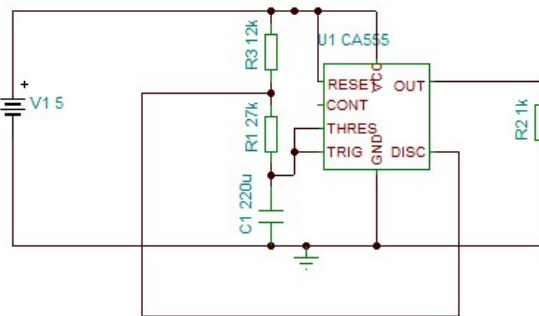 U1 CA555
R3 12k
VCC
RESET
OUT
+
V1 5
CONT
R1 27k
THRES
R2 1k
TRIG
GND
DISC
C1 220u